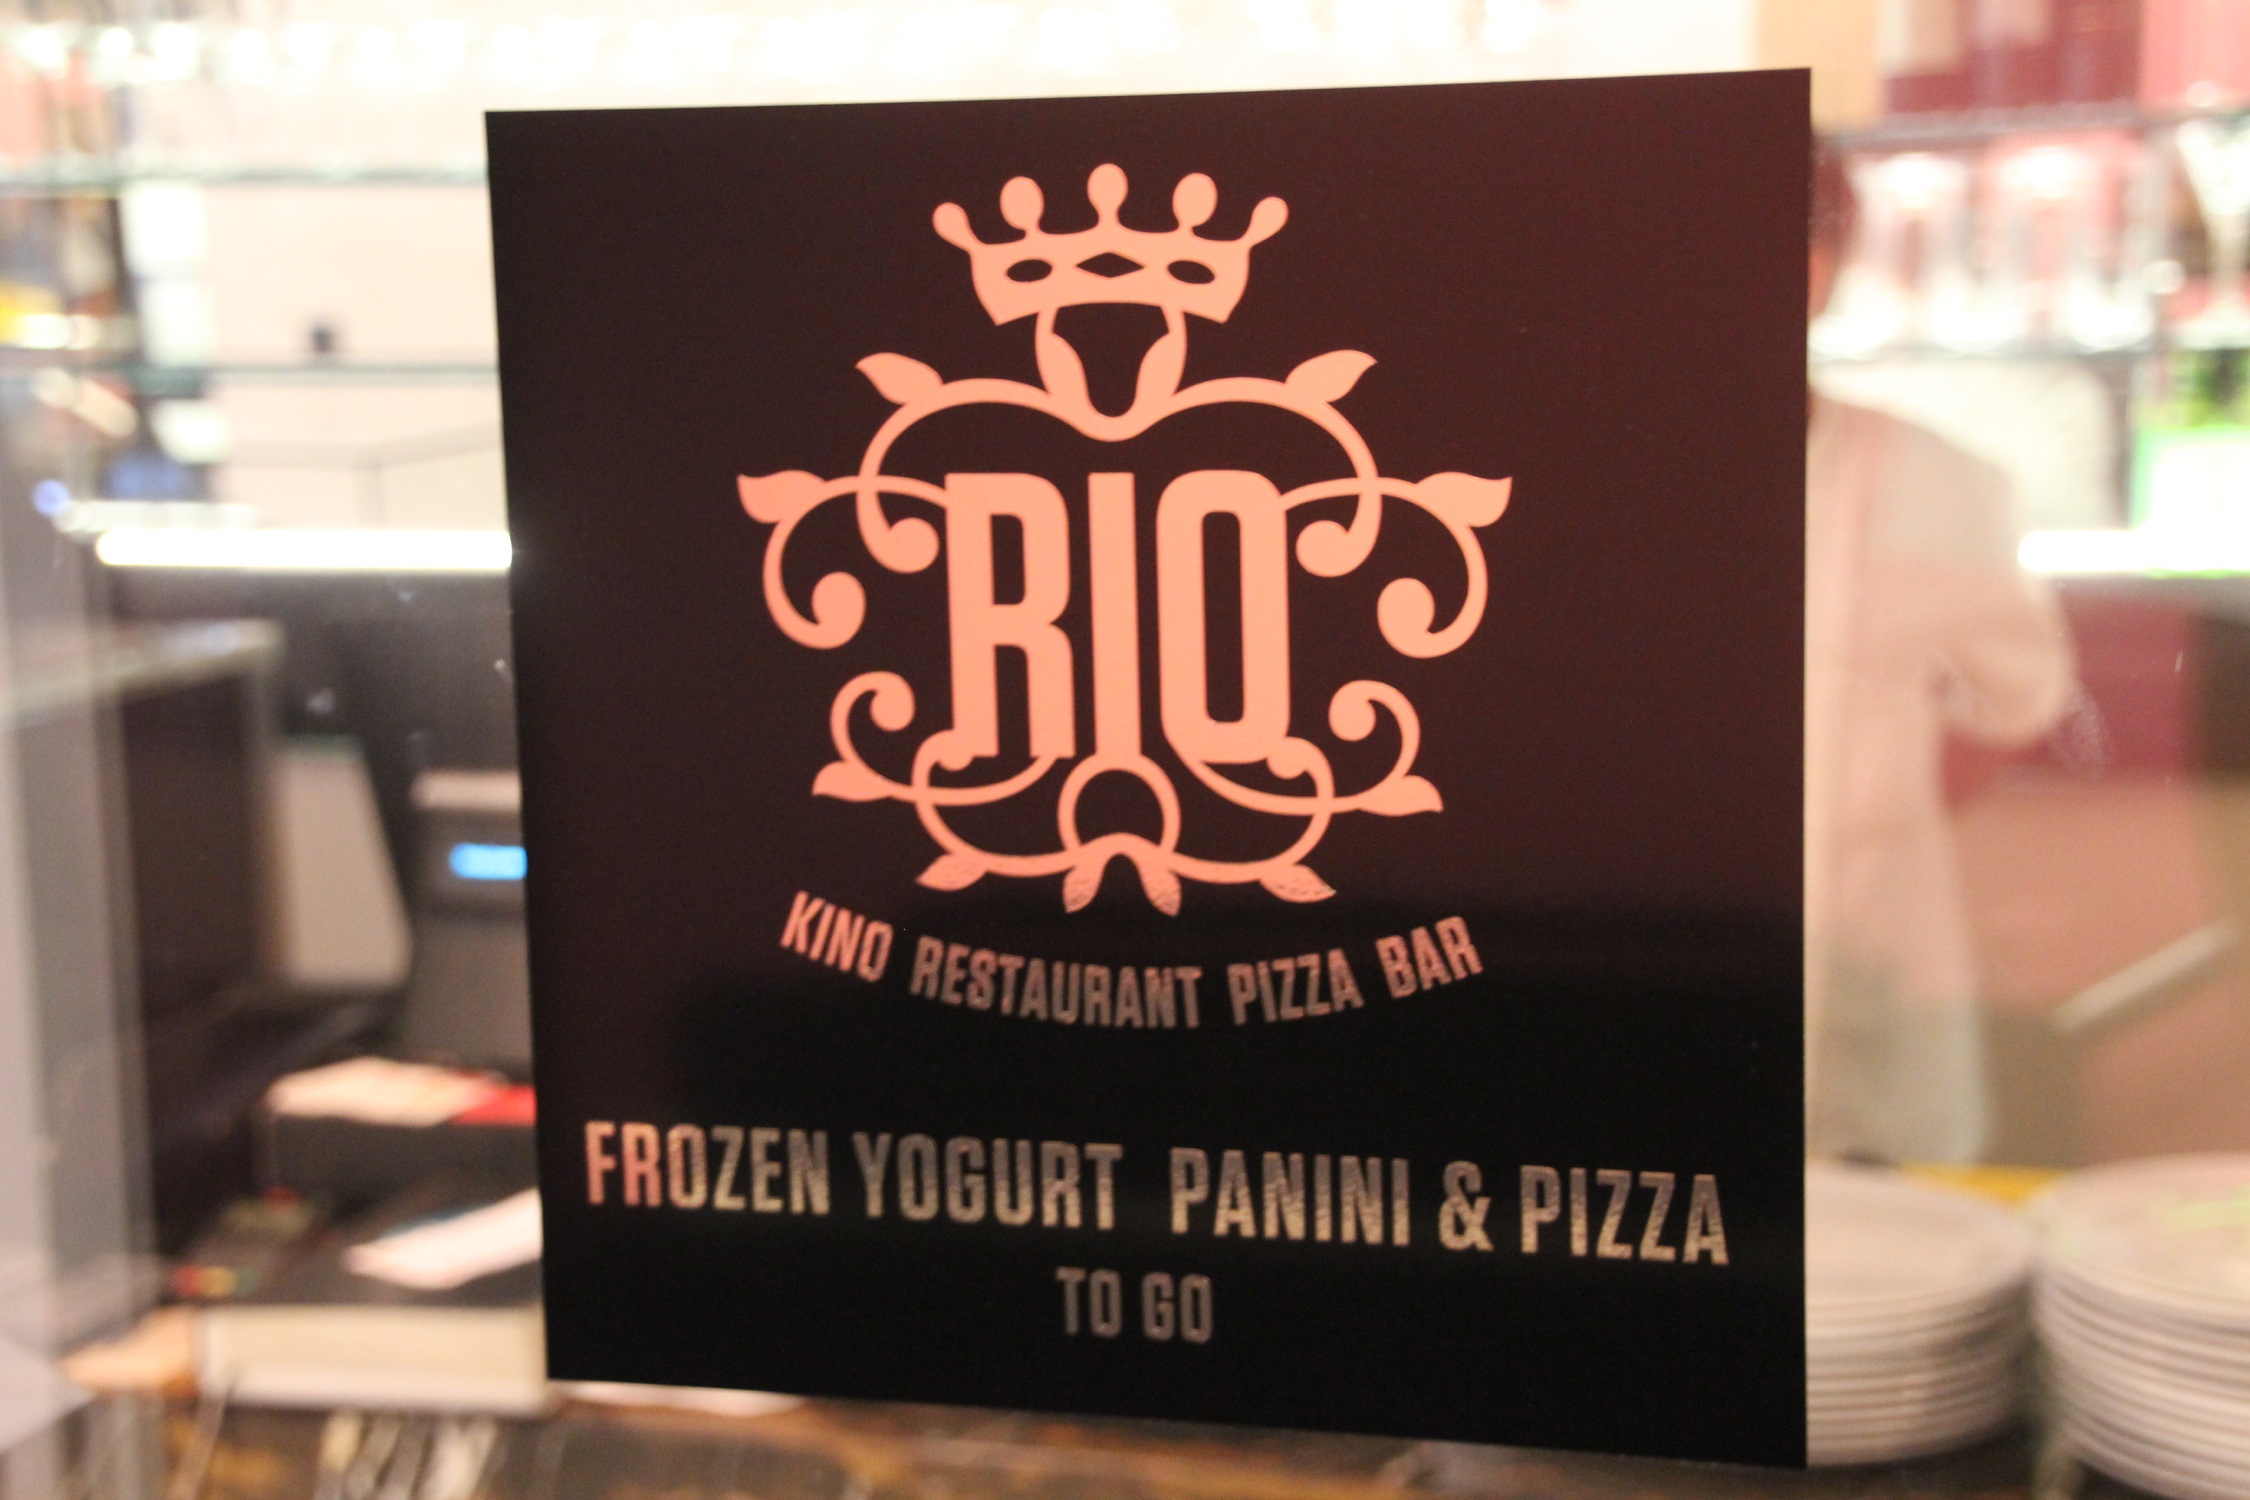 RIO
KINO RESTAURANT PIZZA BAR
FROZEN YOGURT PANINI & PIZZA
TO GO